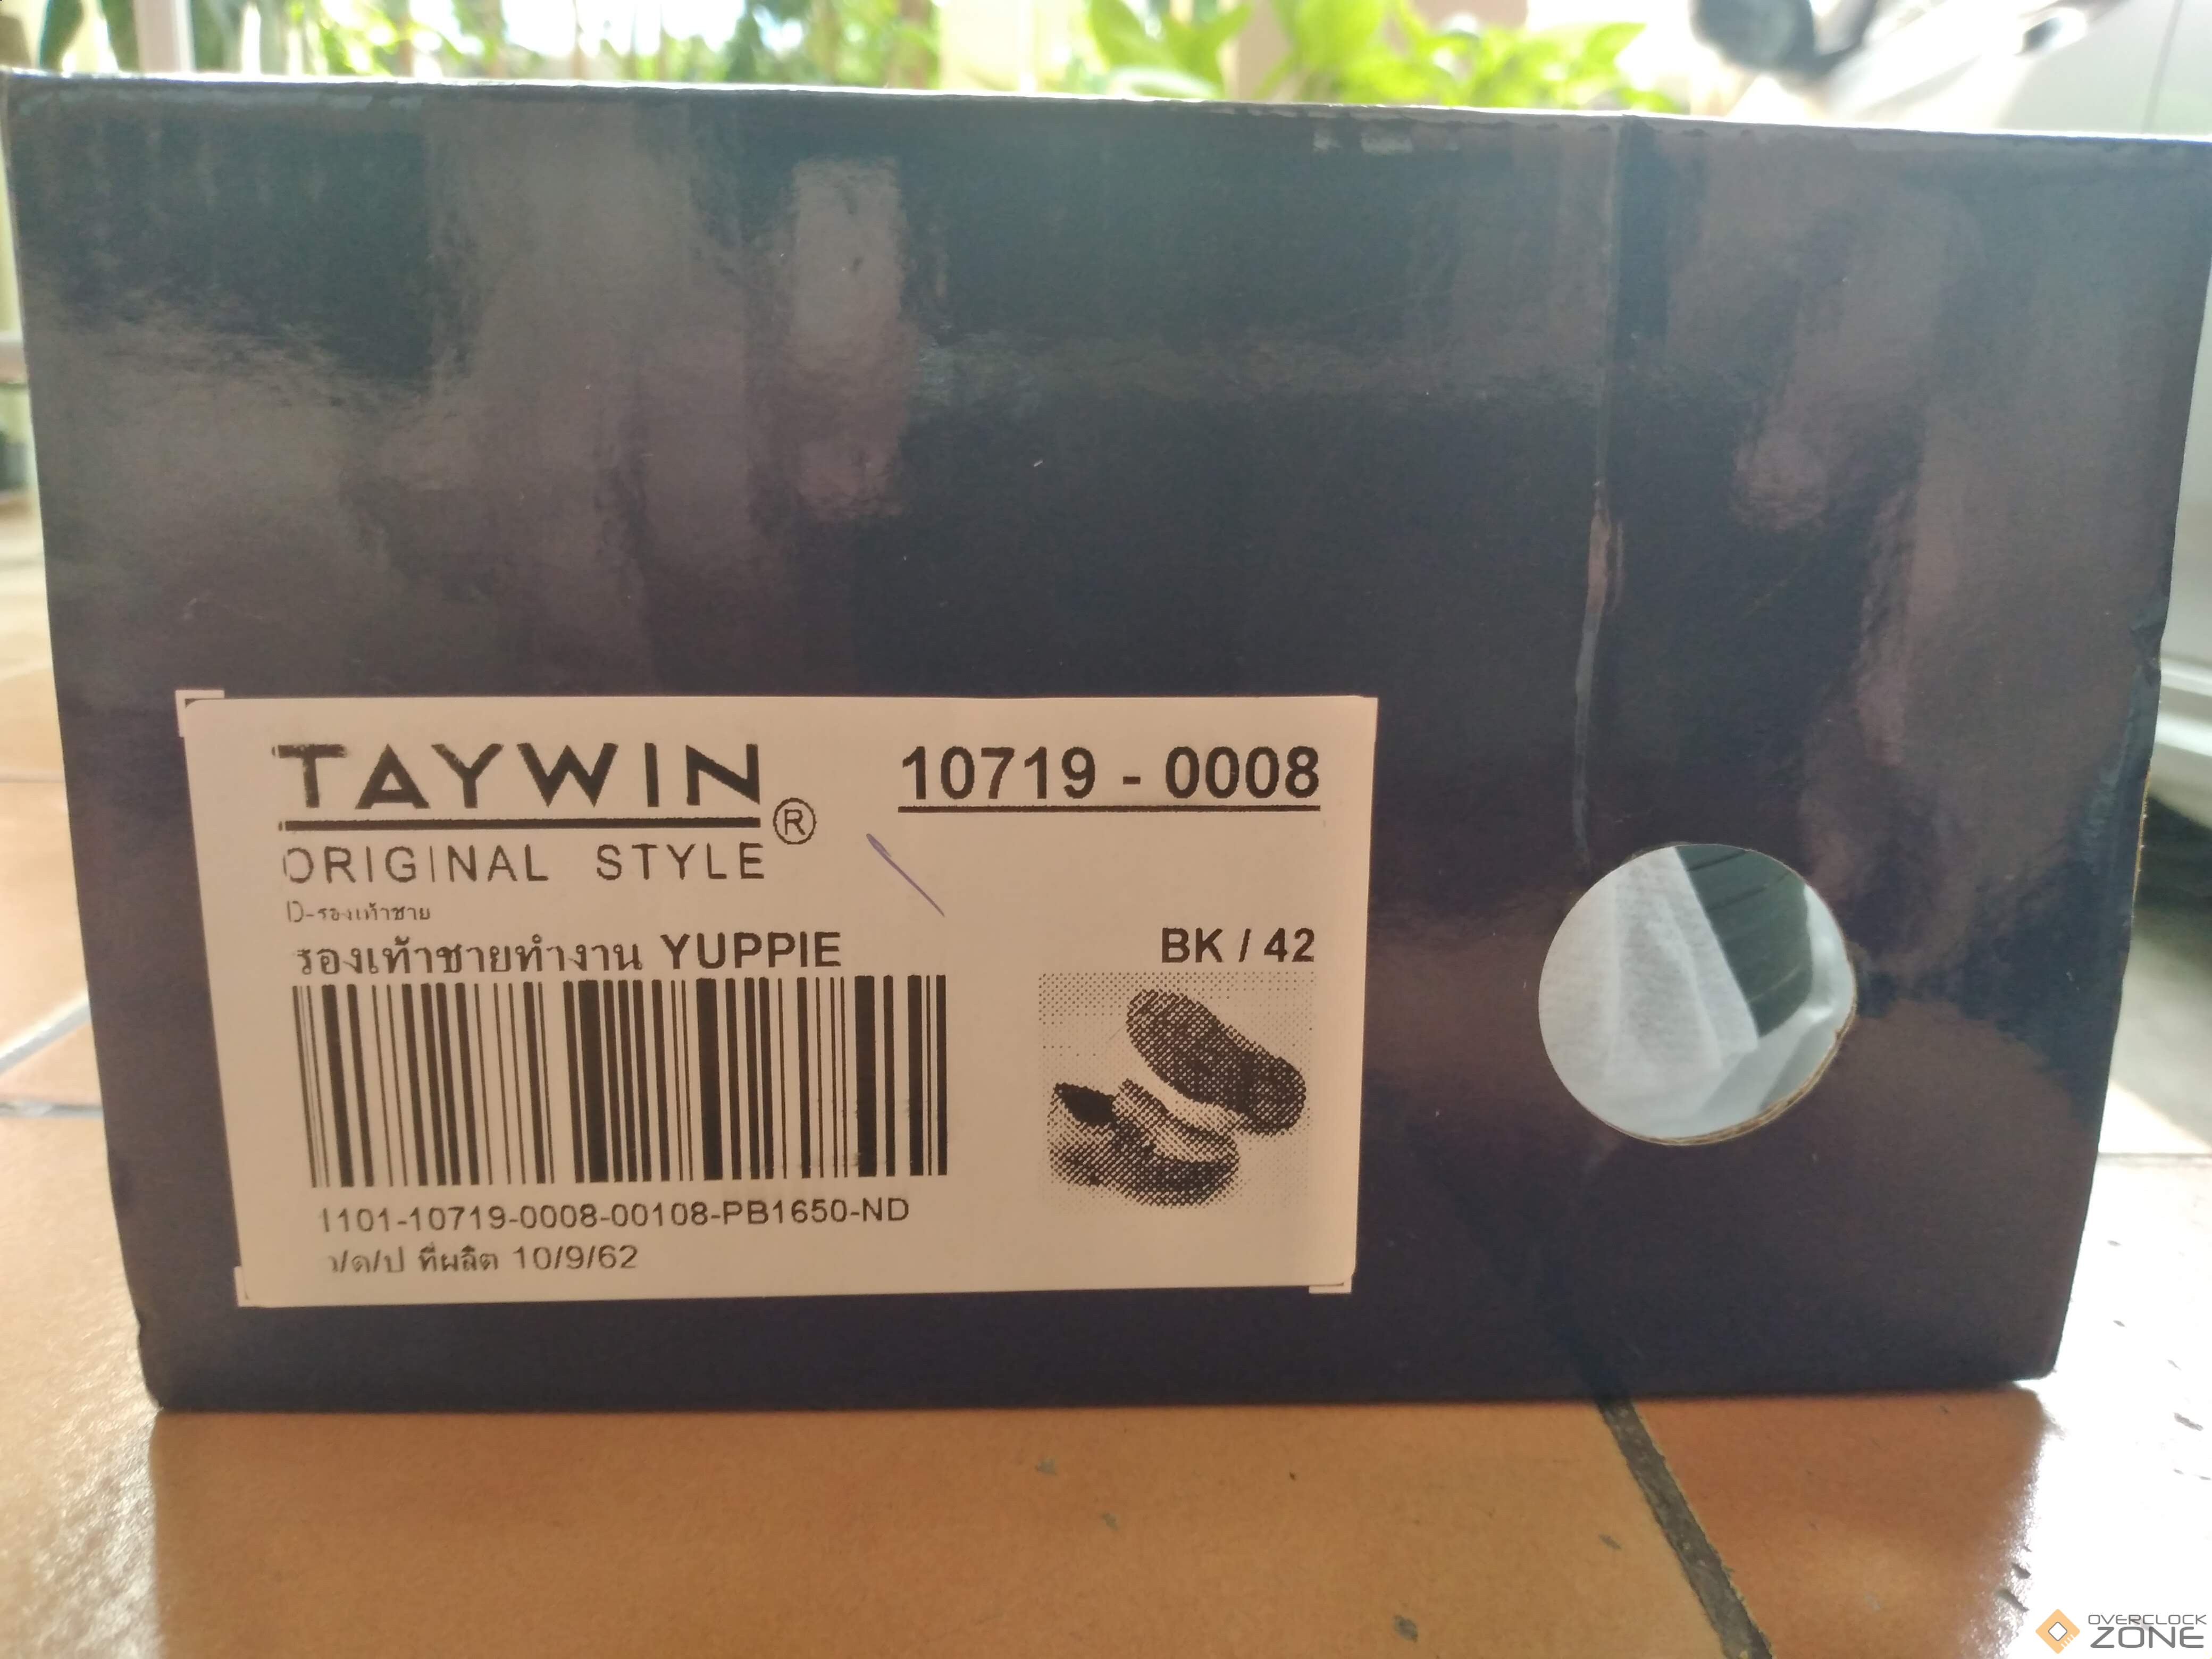 TAYWIN ®
10719 - 0008
ORIGINAL STYLE
D-รองเท้าชาย
รองเท้าชายทำงาน YUPPIE
BK / 42
1101-10719-0008-00108-PB1650-ND
ว/ด/ป ที่ผลิต 10/9/62
OVERCLOCK
ZONE